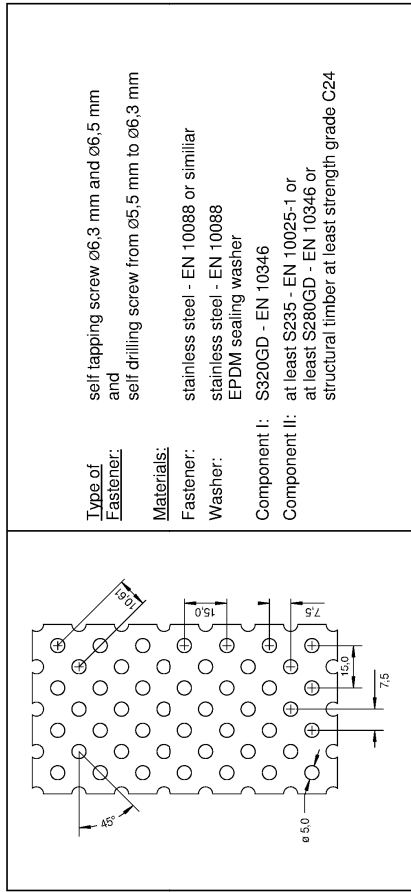 Type of
Fastener:
self tapping screw ø6,3 mm and ø6,5 mm
and
self drilling screw from ø5,5 mm to ø6,3 mm
Materials:
Fastener: stainless steel - EN 10088 or similiar
Washer: stainless steel - EN 10088
EPDM sealing washer
Component I: S320GD - EN 10346
Component II: at least S235 - EN 10025-1 or
at least S280GD - EN 10346 or
structural timber at least strength grade C24
10,61
15,0
7,5
15,0
7,5
45°
ø 5,0